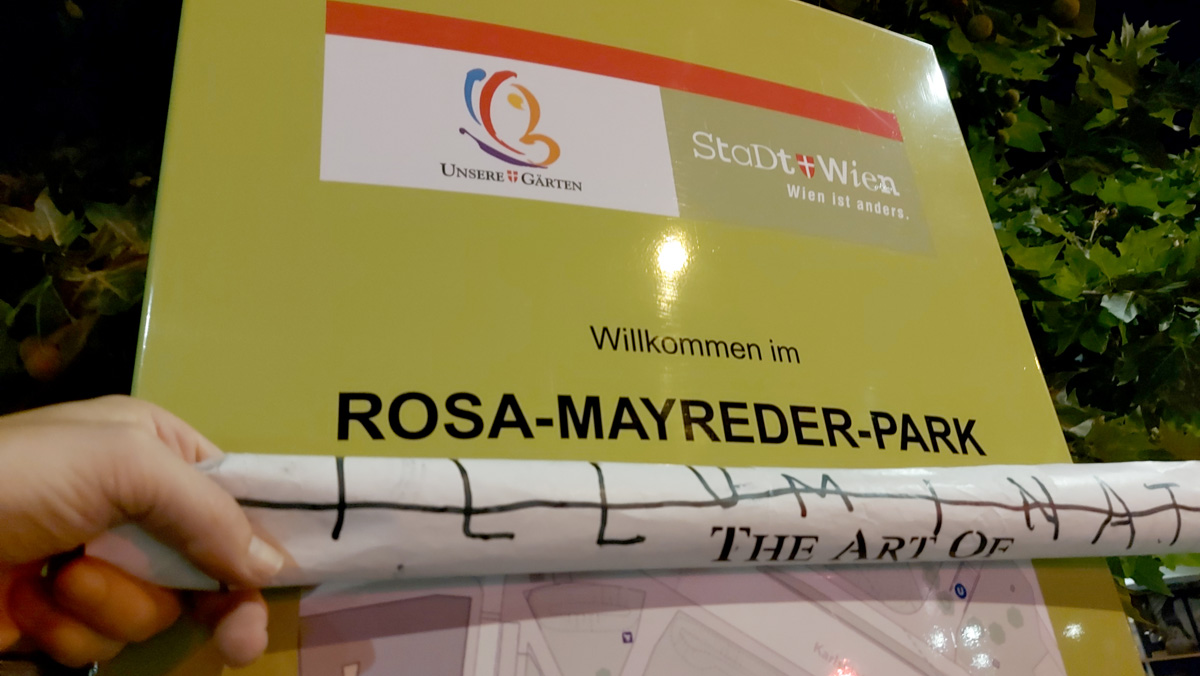 UNSERE GÄRTEN
StaDt Wien
Wien ist anders.
Willkommen im
ROSA-MAYREDER-PARK
ILLUMINAT
THE ART OF